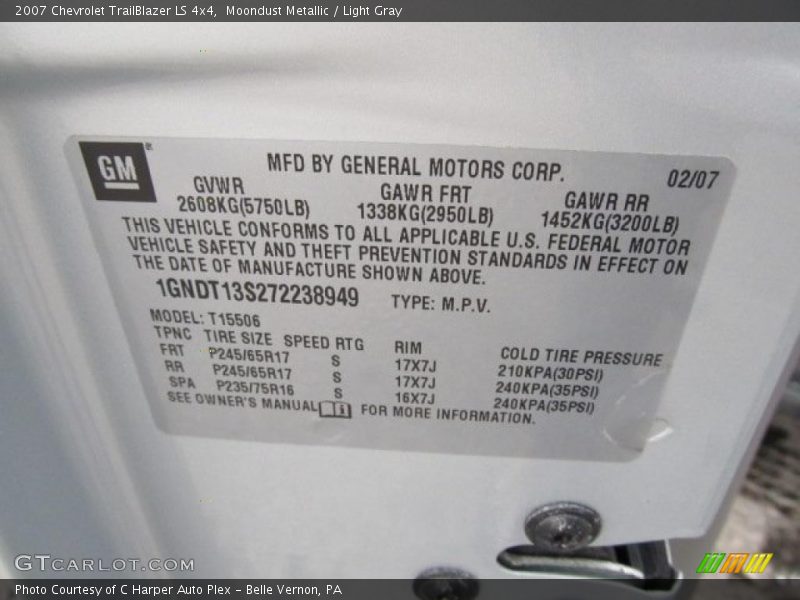 2007 Chevrolet TrailBlazer LS 4x4,  Moondust Metallic / Light Gray
GM
MFD BY GENERAL MOTORS CORP. 02/07
GVWR GAWR FRT GAWR RR
2608KG(5750LB) 1338KG(2950LB) 1452KG(3200LB)
THIS VEHICLE CONFORMS TO ALL APPLICABLE U.S. FEDERAL MOTOR
VEHICLE SAFETY AND THEFT PREVENTION STANDARDS IN EFFECT ON
THE DATE OF MANUFACTURE SHOWN ABOVE.
1GNDT13S272238949 TYPE: M.P.V.
MODEL: T15506
TPNC TIRE SIZE SPEED RTG RIM COLD TIRE PRESSURE
FRT P245/65R17 S 17X7J 210KPA(30PSI)
RR P245/65R17 S 17X7J 240KPA(35PSI)
SPA P235/75R16 S 16X7J 240KPA(35PSI)
SEE OWNER'S MANUAL FOR MORE INFORMATION.
GTCARLOT.COM
Photo Courtesy of C Harper Auto Plex - Belle Vernon, PA